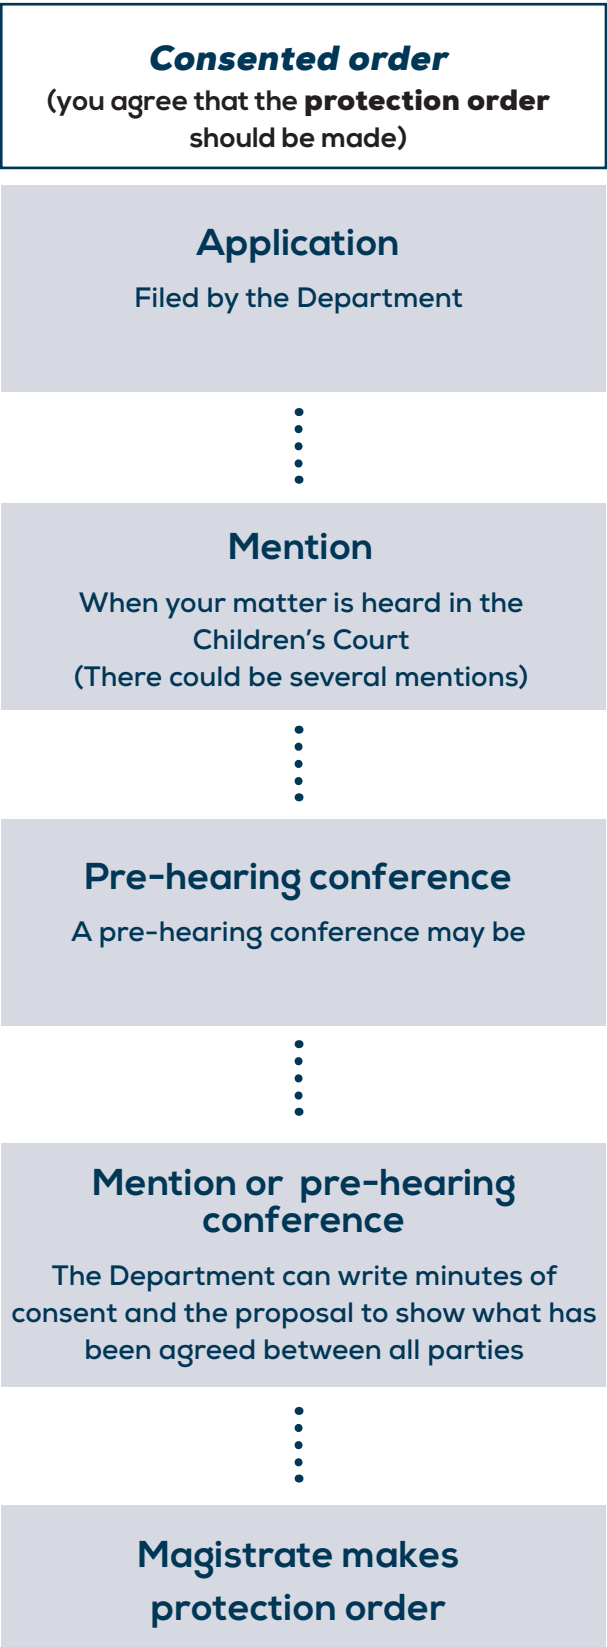 Consented order
(you agree that the protection order
should be made)
Application
Filed by the Department
Mention
When your matter is heard in the
Children's Court
(There could be several mentions)
Pre-hearing conference
A pre-hearing conference may be
Mention or pre-hearing
conference
The Department can write minutes of
consent and the proposal to show what has
been agreed between all parties
Magistrate makes
protection order